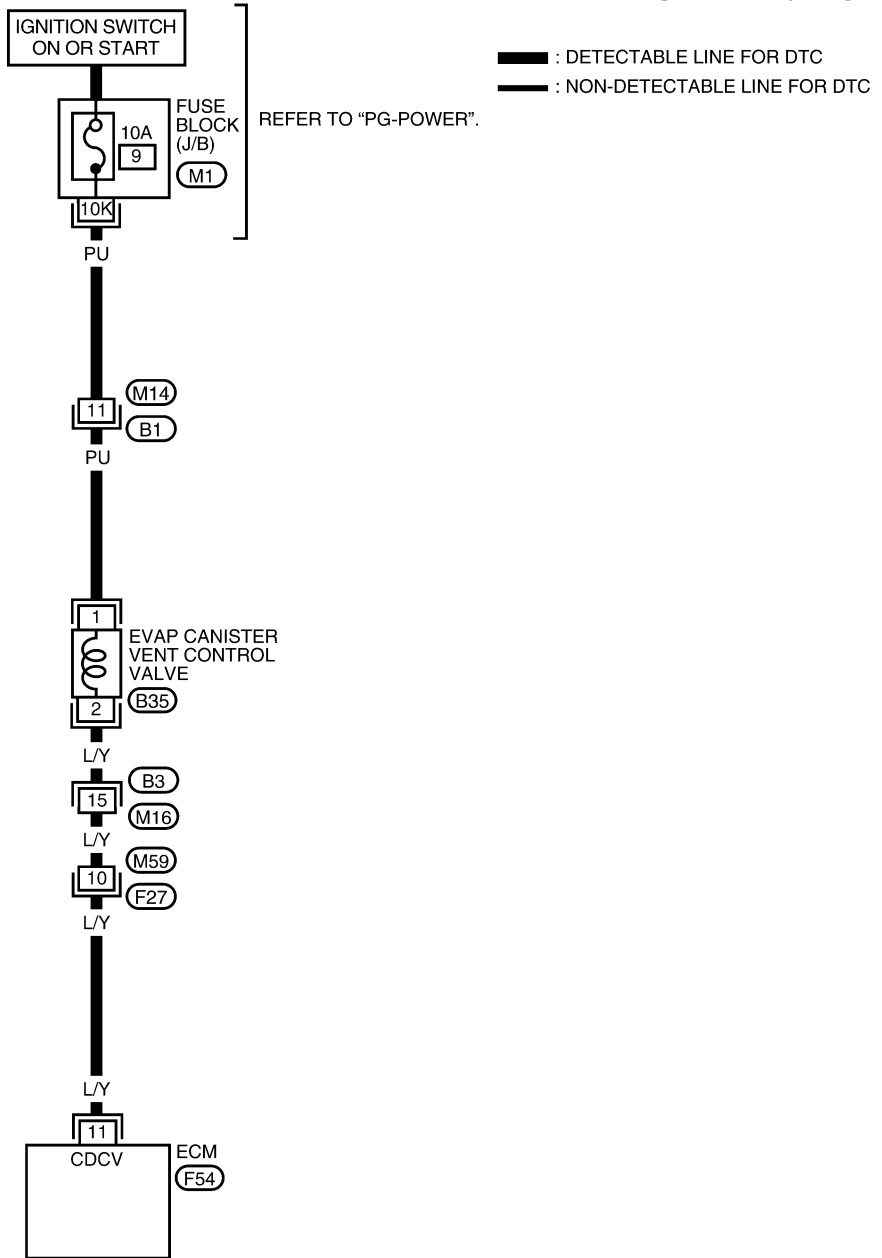 IGNITION SWITCH
ON OR START
: DETECTABLE LINE FOR DTC
: NON-DETECTABLE LINE FOR DTC
FUSE
BLOCK
(J/B)
10A
9
M1
REFER TO “PG-POWER”.
10K
PU
M14
11
B1
PU
1
EVAP CANISTER
VENT CONTROL
VALVE
B35
2
L/Y
B3
15
M16
L/Y
M59
10
F27
L/Y
L/Y
11
CDCV
ECM
F54